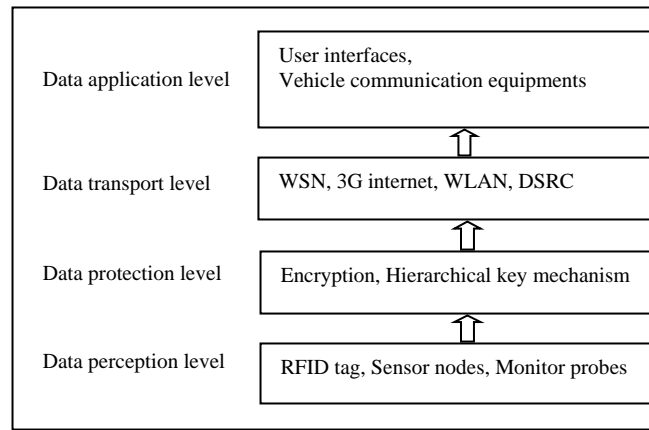 Data application level
User interfaces,
Vehicle communication equipments
Data transport level
WSN, 3G internet, WLAN, DSRC
Data protection level
Encryption, Hierarchical key mechanism
Data perception level
RFID tag, Sensor nodes, Monitor probes